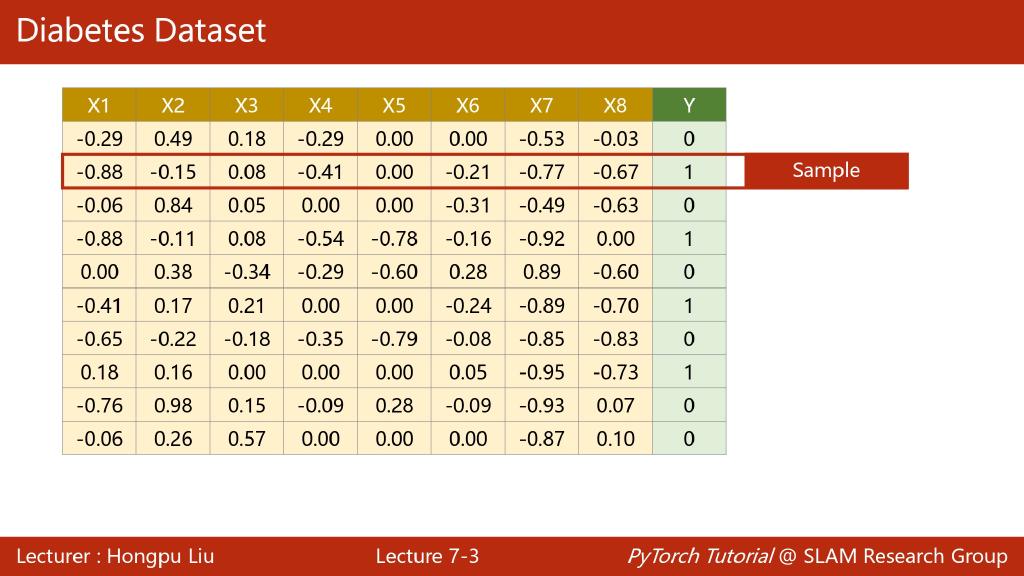 Diabetes Dataset
X1 X2 X3 X4 X5 X6 X7 X8 Y
-0.29 0.49 0.18 -0.29 0.00 0.00 -0.53 -0.03 0
-0.88 -0.15 0.08 -0.41 0.00 -0.21 -0.77 -0.67 1 Sample
-0.06 0.84 0.05 0.00 0.00 -0.31 -0.49 -0.63 0
-0.88 -0.11 0.08 -0.54 -0.78 -0.16 -0.92 0.00 1
0.00 0.38 -0.34 -0.29 -0.60 0.28 0.89 -0.60 0
-0.41 0.17 0.21 0.00 0.00 -0.24 -0.89 -0.70 1
-0.65 -0.22 -0.18 -0.35 -0.79 -0.08 -0.85 -0.83 0
0.18 0.16 0.00 0.00 0.00 0.05 -0.95 -0.73 1
-0.76 0.98 0.15 -0.09 0.28 -0.09 -0.93 0.07 0
-0.06 0.26 0.57 0.00 0.00 0.00 -0.87 0.10 0
Lecturer : Hongpu Liu Lecture 7-3 PyTorch Tutorial @ SLAM Research Group